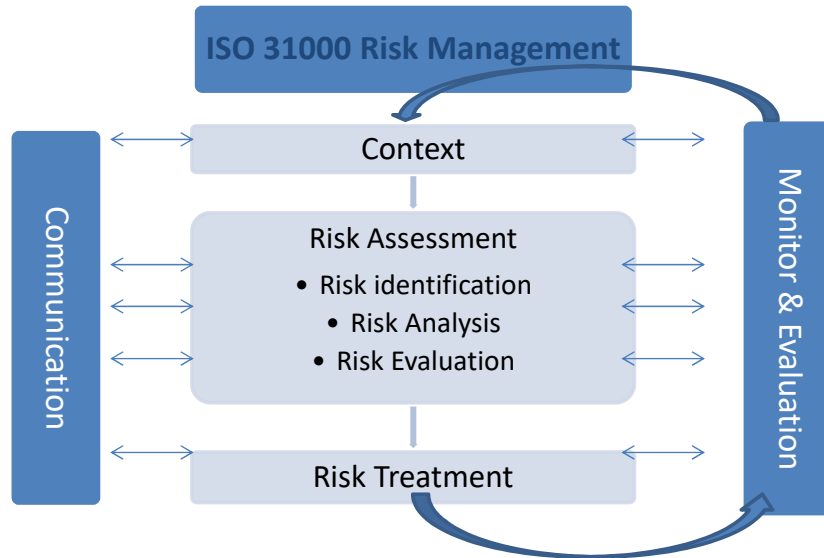 ISO 31000 Risk Management
Context
Communication
Risk Assessment
• Risk identification
• Risk Analysis
• Risk Evaluation
Monitor & Evaluation
Risk Treatment